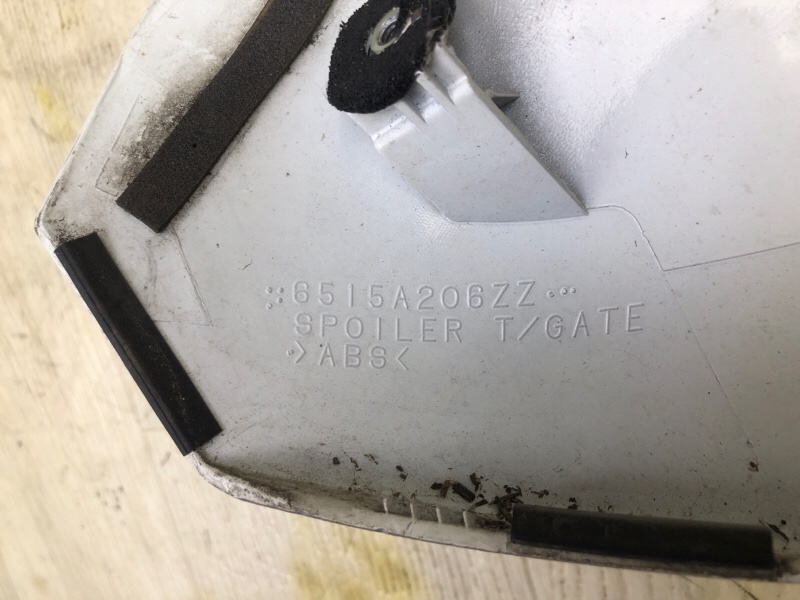 6515A206ZZ
SPOILER T/GATE
>ABS<